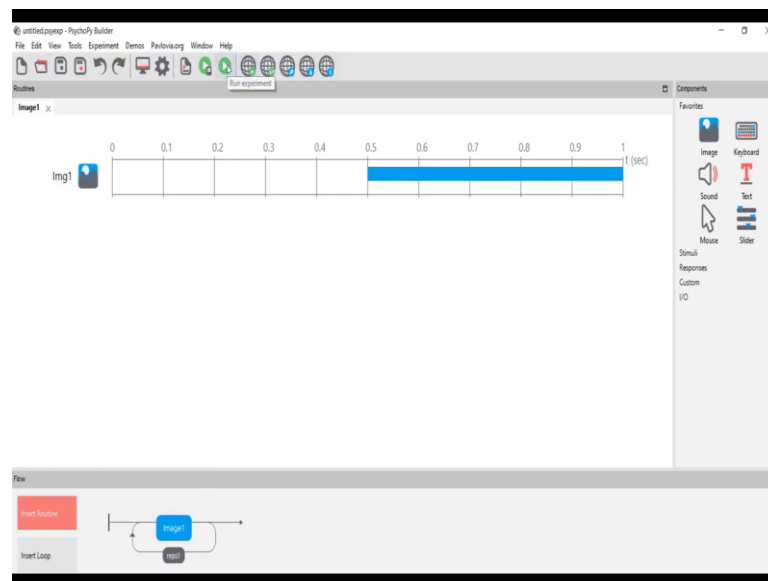 untitled.psyexp - PsychoPy Builder
File Edit View Tools Experiment Demos Pavlovia.org Window Help
Run experiment
Routines
Components
Image1 x
Favorites
Image Keyboard
Sound Text
Mouse Slider
Stimuli
Responses
Custom
I/O
0 0.1 0.2 0.3 0.4 0.5 0.6 0.7 0.8 0.9 1
t (sec)
Img1
Flow
Insert Routine
Image1
reps1
Insert Loop